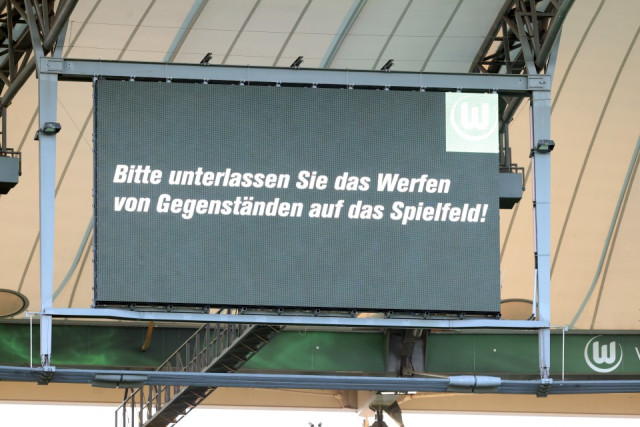 W
Bitte unterlassen Sie das Werfen
von Gegenständen auf das Spielfeld!
W